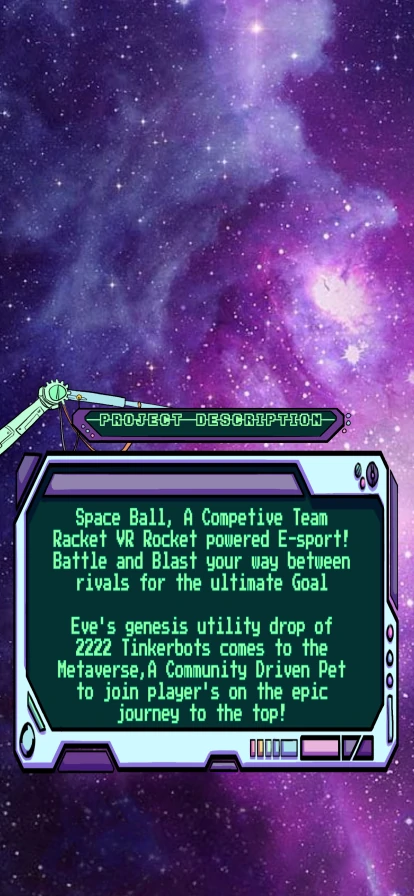 PROJECT DESCRIPTION
Space Ball, A Competive Team
Racket VR Rocket powered E-sport!
Battle and Blast your way between
rivals for the ultimate Goal
Eve's genesis utility drop of
2222 Tinkerbots comes to the
Metaverse,A Community Driven Pet
to join player's on the epic
journey to the top!